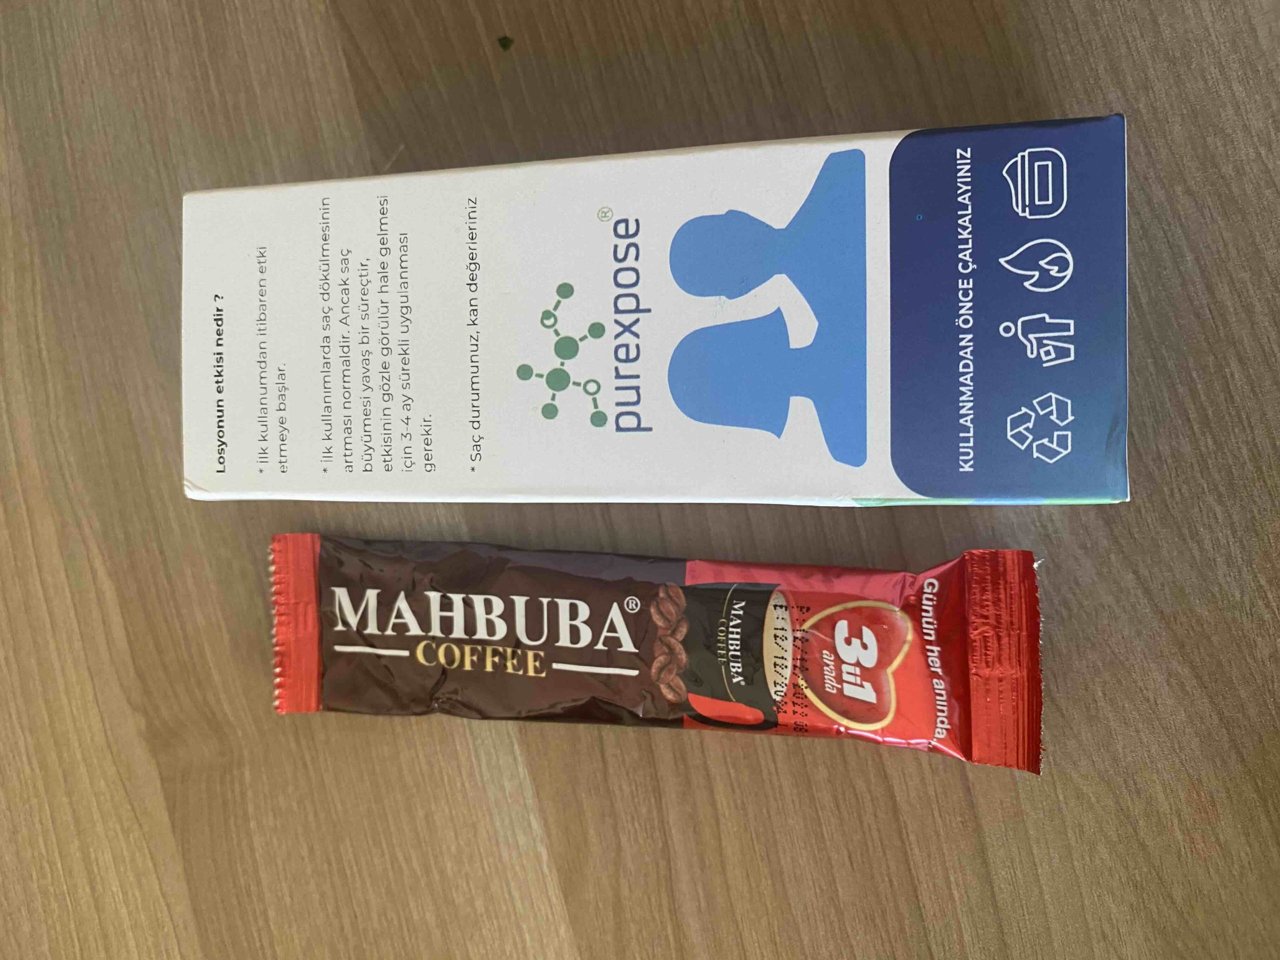 Losyonun etkisi nedir ?
* İlk kullanumdan itibaren etki
etmeye başlar.
* İlk kullanımlarda saç dökülmesinin
artması normaldir. Ancak saç
büyümesi yavaş bir süreçtir,
etkisinin gözle görülür hale gelmesi
için 3-4 ay sürekli uygulanması
gerekir.
* Saç durumunuz, kan değerleriniz
purexpose®
KULLANMADAN ÖNCE ÇALKALAYINIZ
MAHBUBA®
COFFEE
MAHBUBA®
COFFEE
3ü1
arada
Günün her anında,